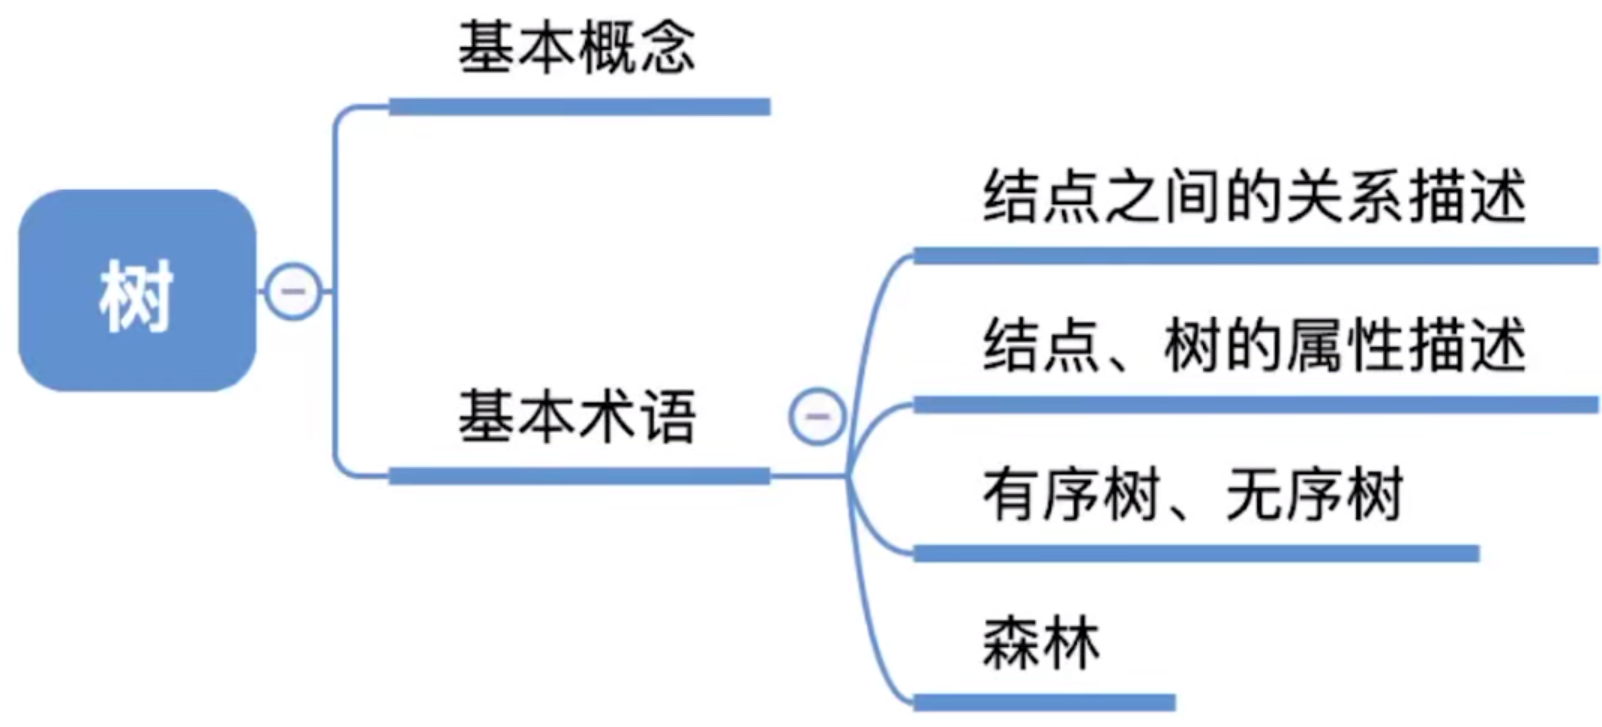 树
基本概念
基本术语
结点之间的关系描述
结点、树的属性描述
有序树、无序树
森林